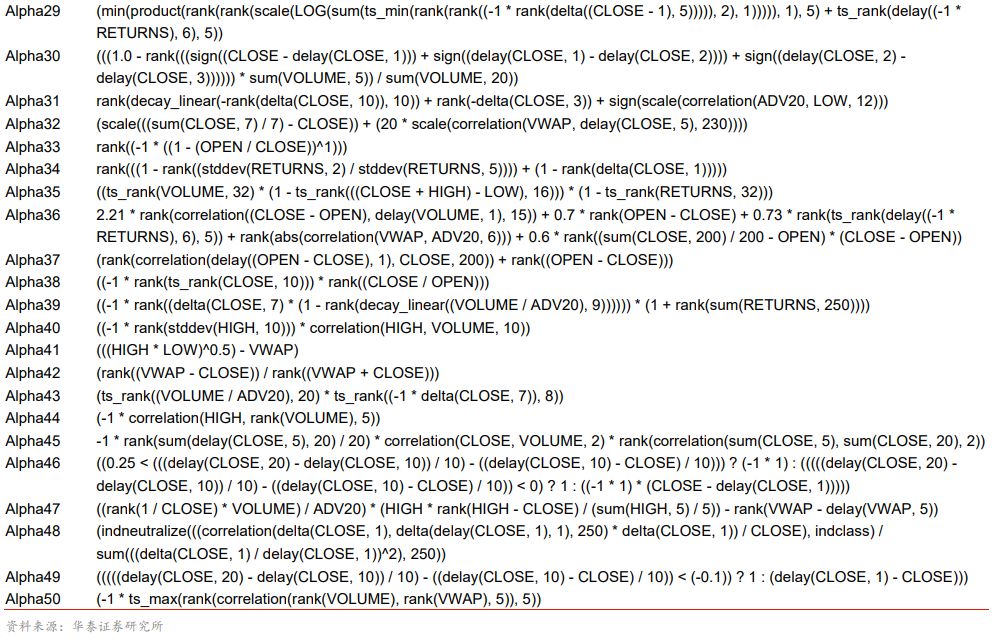 Alpha29 (min(product(rank(rank(scale(LOG(sum(ts_min(rank(rank((-1 * rank(delta((CLOSE - 1), 5))))), 2), 1))))), 1), 5) + ts_rank(delay((-1 *
RETURNS), 6), 5))
Alpha30 (((1.0 - rank(((sign((CLOSE - delay(CLOSE, 1))) + sign((delay(CLOSE, 1) - delay(CLOSE, 2)))) + sign((delay(CLOSE, 2) -
delay(CLOSE, 3)))))) * sum(VOLUME, 5)) / sum(VOLUME, 20))
Alpha31 rank(decay_linear(-rank(delta(CLOSE, 10)), 10)) + rank(-delta(CLOSE, 3)) + sign(scale(correlation(ADV20, LOW, 12)))
Alpha32 (scale(((sum(CLOSE, 7) / 7) - CLOSE)) + (20 * scale(correlation(VWAP, delay(CLOSE, 5), 230))))
Alpha33 rank((-1 * ((1 - (OPEN / CLOSE))^1)))
Alpha34 rank(((1 - rank((stddev(RETURNS, 2) / stddev(RETURNS, 5)))) + (1 - rank(delta(CLOSE, 1)))))
Alpha35 ((ts_rank(VOLUME, 32) * (1 - ts_rank(((CLOSE + HIGH) - LOW), 16))) * (1 - ts_rank(RETURNS, 32)))
Alpha36 2.21 * rank(correlation((CLOSE - OPEN), delay(VOLUME, 1), 15)) + 0.7 * rank(OPEN - CLOSE) + 0.73 * rank(ts_rank(delay((-1 *
RETURNS), 6), 5)) + rank(abs(correlation(VWAP, ADV20, 6))) + 0.6 * rank((sum(CLOSE, 200) / 200 - OPEN) * (CLOSE - OPEN))
Alpha37 (rank(correlation(delay((OPEN - CLOSE), 1), CLOSE, 200)) + rank((OPEN - CLOSE)))
Alpha38 ((-1 * rank(ts_rank(CLOSE, 10))) * rank((CLOSE / OPEN)))
Alpha39 ((-1 * rank((delta(CLOSE, 7) * (1 - rank(decay_linear((VOLUME / ADV20), 9)))))) * (1 + rank(sum(RETURNS, 250))))
Alpha40 ((-1 * rank(stddev(HIGH, 10))) * correlation(HIGH, VOLUME, 10))
Alpha41 (((HIGH * LOW)^0.5) - VWAP)
Alpha42 (rank((VWAP - CLOSE)) / rank((VWAP + CLOSE)))
Alpha43 (ts_rank((VOLUME / ADV20), 20) * ts_rank((-1 * delta(CLOSE, 7)), 8))
Alpha44 (-1 * correlation(HIGH, rank(VOLUME), 5))
Alpha45 -1 * rank(sum(delay(CLOSE, 5), 20) / 20) * correlation(CLOSE, VOLUME, 2) * rank(correlation(sum(CLOSE, 5), sum(CLOSE, 20), 2))
Alpha46 ((0.25 < (((delay(CLOSE, 20) - delay(CLOSE, 10)) / 10) - ((delay(CLOSE, 10) - CLOSE) / 10))) ? (-1 * 1) : (((((delay(CLOSE, 20) -
delay(CLOSE, 10)) / 10) - ((delay(CLOSE, 10) - CLOSE) / 10)) < 0) ? 1 : ((-1 * 1) * (CLOSE - delay(CLOSE, 1)))))
Alpha47 ((rank(1 / CLOSE) * VOLUME) / ADV20) * (HIGH * rank(HIGH - CLOSE) / (sum(HIGH, 5) / 5)) - rank(VWAP - delay(VWAP, 5))
Alpha48 (indneutralize(((correlation(delta(CLOSE, 1), delta(delay(CLOSE, 1), 1), 250) * delta(CLOSE, 1)) / CLOSE), indclass) /
sum(((delta(CLOSE, 1) / delay(CLOSE, 1))^2), 250))
Alpha49 (((((delay(CLOSE, 20) - delay(CLOSE, 10)) / 10) - ((delay(CLOSE, 10) - CLOSE) / 10)) < (-0.1)) ? 1 : (delay(CLOSE, 1) - CLOSE)))
Alpha50 (-1 * ts_max(rank(correlation(rank(VOLUME), rank(VWAP), 5)), 5))
资料来源：华泰证券研究所